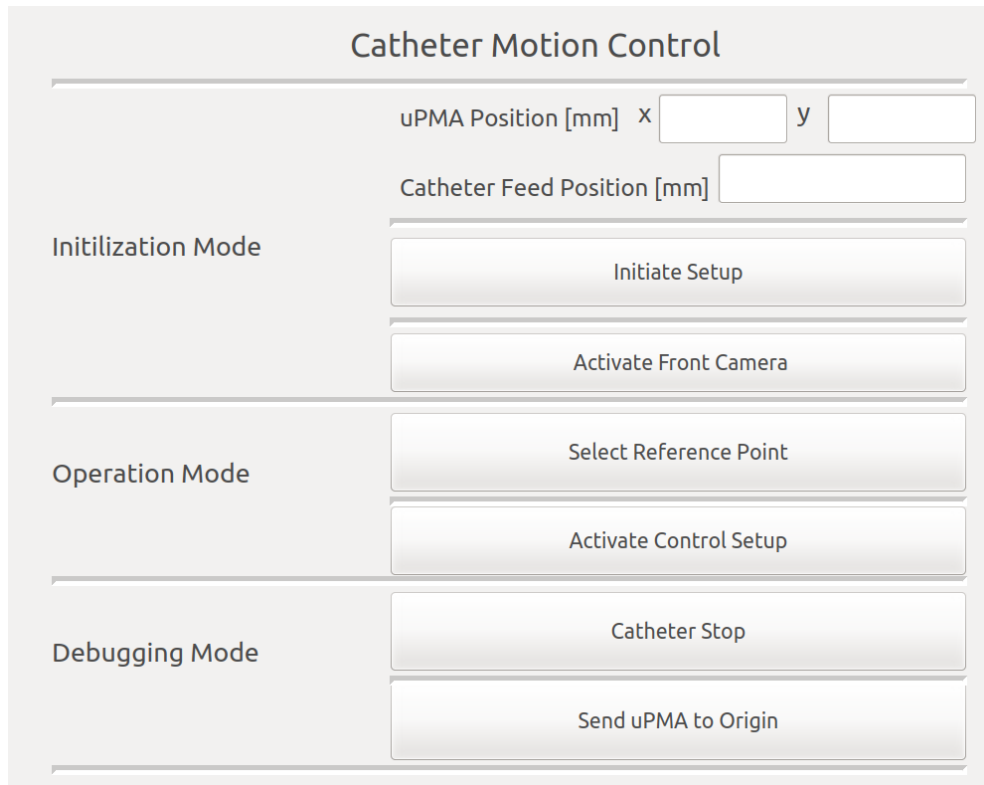 Catheter Motion Control
uPMA Position [mm] x y
Catheter Feed Position [mm]
Initilization Mode
Initiate Setup
Activate Front Camera
Operation Mode
Select Reference Point
Activate Control Setup
Debugging Mode
Catheter Stop
Send uPMA to Origin